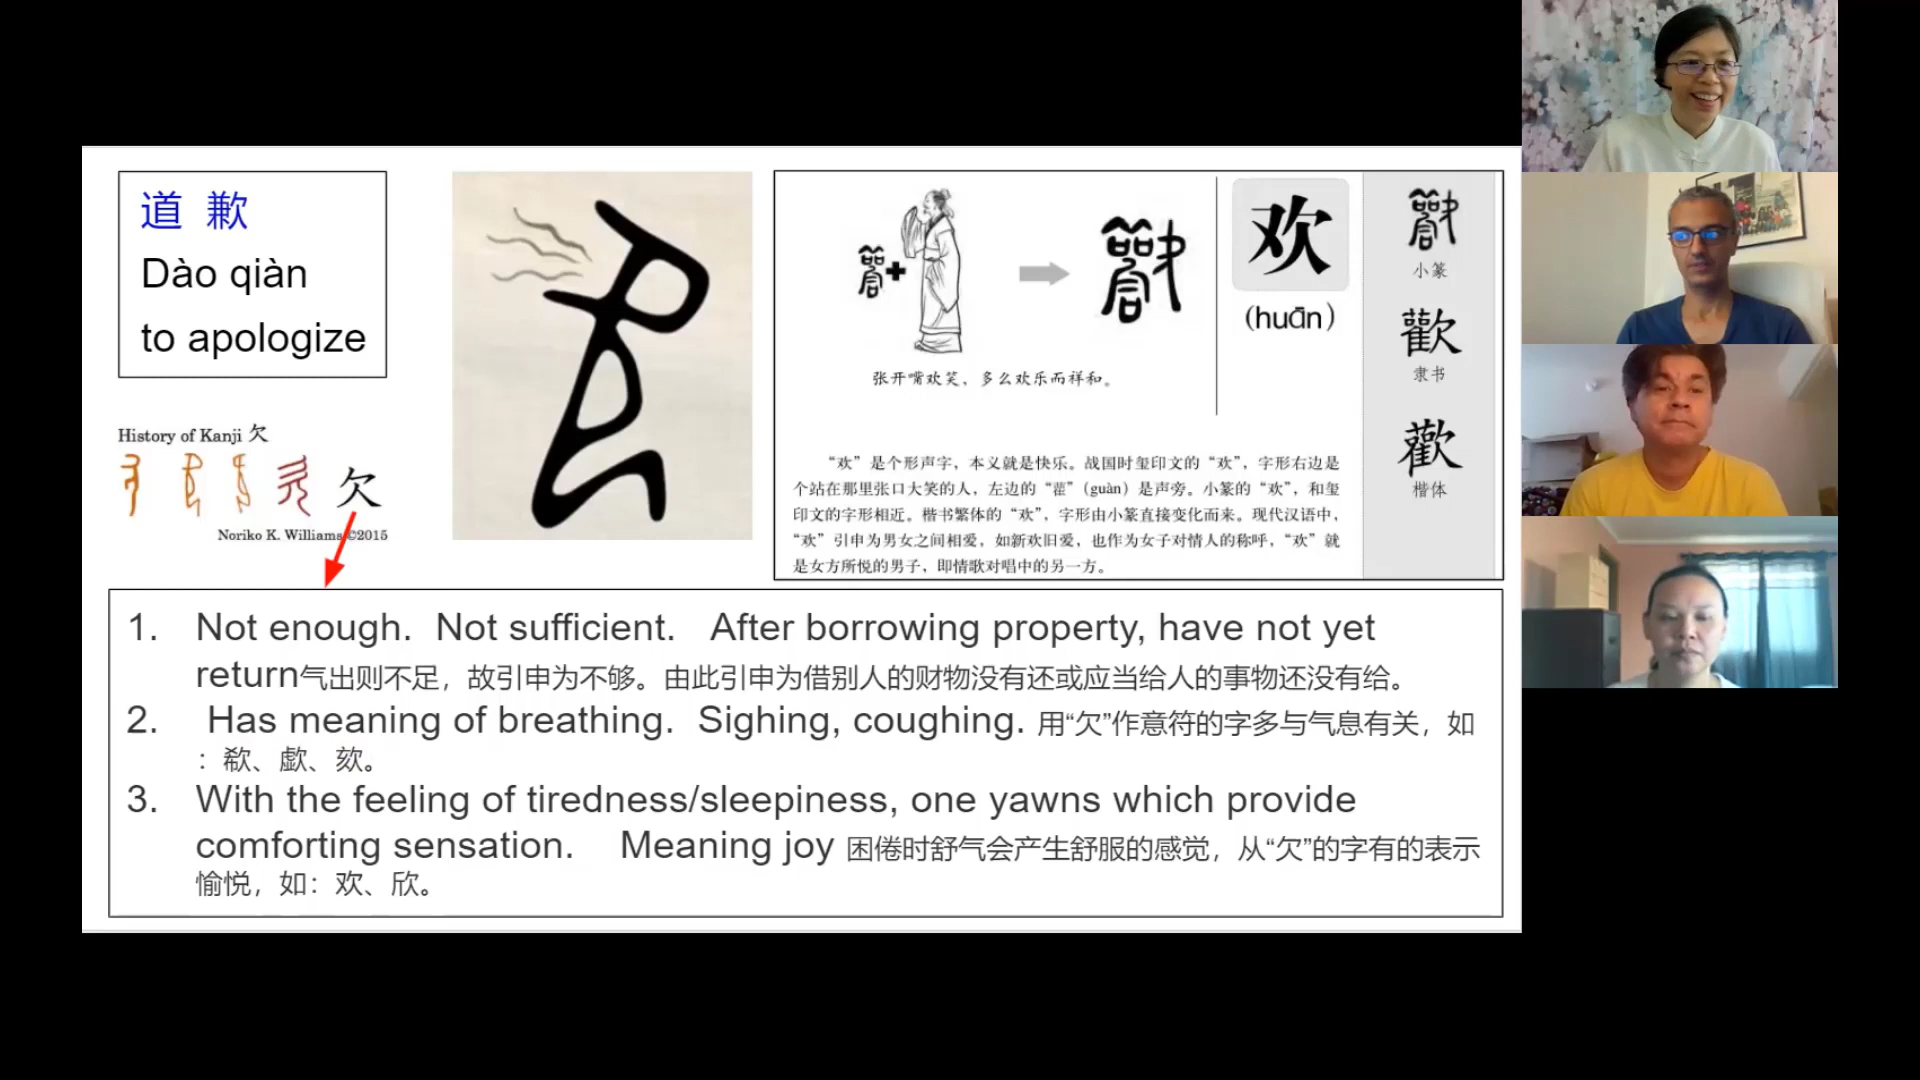 道 歉
Dào qiàn
to apologize
History of Kanji 欠
欠
Noriko K. Williams ©2015
张开嘴欢笑，多么欢乐而祥和。
欢
(huān)
小篆
歡
隶书
歡
楷体
“欢”是个形声字，本义就是快乐。战国时玺印文的“欢”，字形右边是
个站在那里张口大笑的人，左边的“雚”(guàn) 是声旁。小篆的“欢”，和玺
印文的字形相近。楷书繁体的“欢”，字形由小篆直接变化而来。现代汉语中，
“欢”引申为男女之间相爱，如新欢旧爱，也作为女子对情人的称呼，“欢”就
是女方所悦的男子，即情歌对唱中的另一方。
1. Not enough. Not sufficient. After borrowing property, have not yet
return气出则不足，故引申为不够。由此引申为借别人的财物没有还或应当给人的事物还没有给。
2. Has meaning of breathing. Sighing, coughing. 用“欠”作意符的字多与气息有关，如
：欷、歔、欬。
3. With the feeling of tiredness/sleepiness, one yawns which provide
comforting sensation. Meaning joy 困倦时舒气会产生舒服的感觉，从“欠”的字有的表示
愉悦，如：欢、欣。